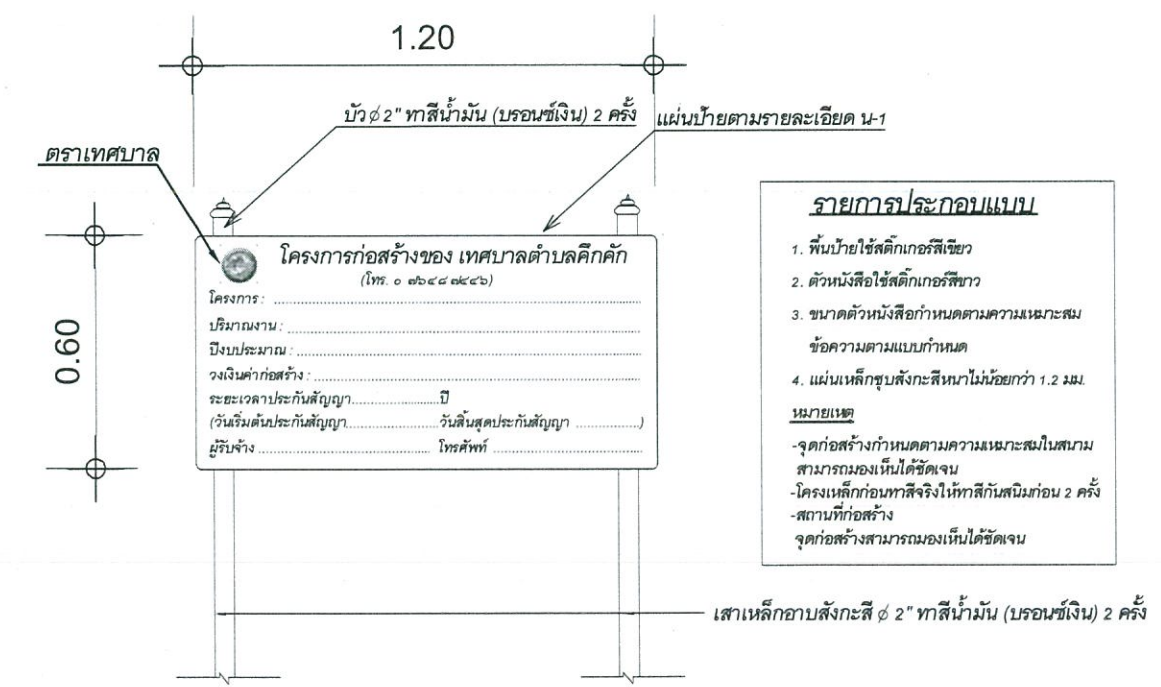 1.20
บัว ⌀ 2" ทาสีน้ำมัน (บรอนซ์เงิน) 2 ครั้ง
แผ่นป้ายตามรายละเอียด น-1
ตราเทศบาล
0.60
โครงการก่อสร้างของ เทศบาลตำบลคึกคัก
(โทร. ๐ ๗๖๔๘ ๗๔๔๖)
โครงการ : ........................
ปริมาณงาน : ........................
ปีงบประมาณ : ........................
วงเงินค่าก่อสร้าง : ........................
ระยะเวลาประกันสัญญา........................ปี
(วันเริ่มต้นประกันสัญญา........................วันสิ้นสุดประกันสัญญา ................)
ผู้รับจ้าง ........................ โทรศัพท์ ........................
รายการประกอบแบบ
1. พื้นป้ายใช้สติ๊กเกอร์สีเขียว
2. ตัวหนังสือใช้สติ๊กเกอร์สีขาว
3. ขนาดตัวหนังสือกำหนดตามความเหมาะสม
ข้อความตามแบบกำหนด
4. แผ่นเหล็กชุบสังกะสีหนาไม่น้อยกว่า 1.2 มม.
หมายเหตุ
-จุดก่อสร้างกำหนดตามความเหมาะสมในสนาม
สามารถมองเห็นได้ชัดเจน
-โครงเหล็กก่อนทาสีจริงให้ทาสีกันสนิมก่อน 2 ครั้ง
-สถานที่ก่อสร้าง
จุดก่อสร้างสามารถมองเห็นได้ชัดเจน
เสาเหล็กอาบสังกะสี ⌀ 2" ทาสีน้ำมัน (บรอนซ์เงิน) 2 ครั้ง